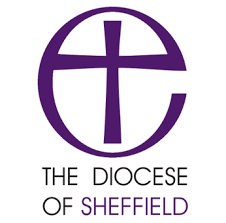 THE DIOCESE
OF SHEFFIELD